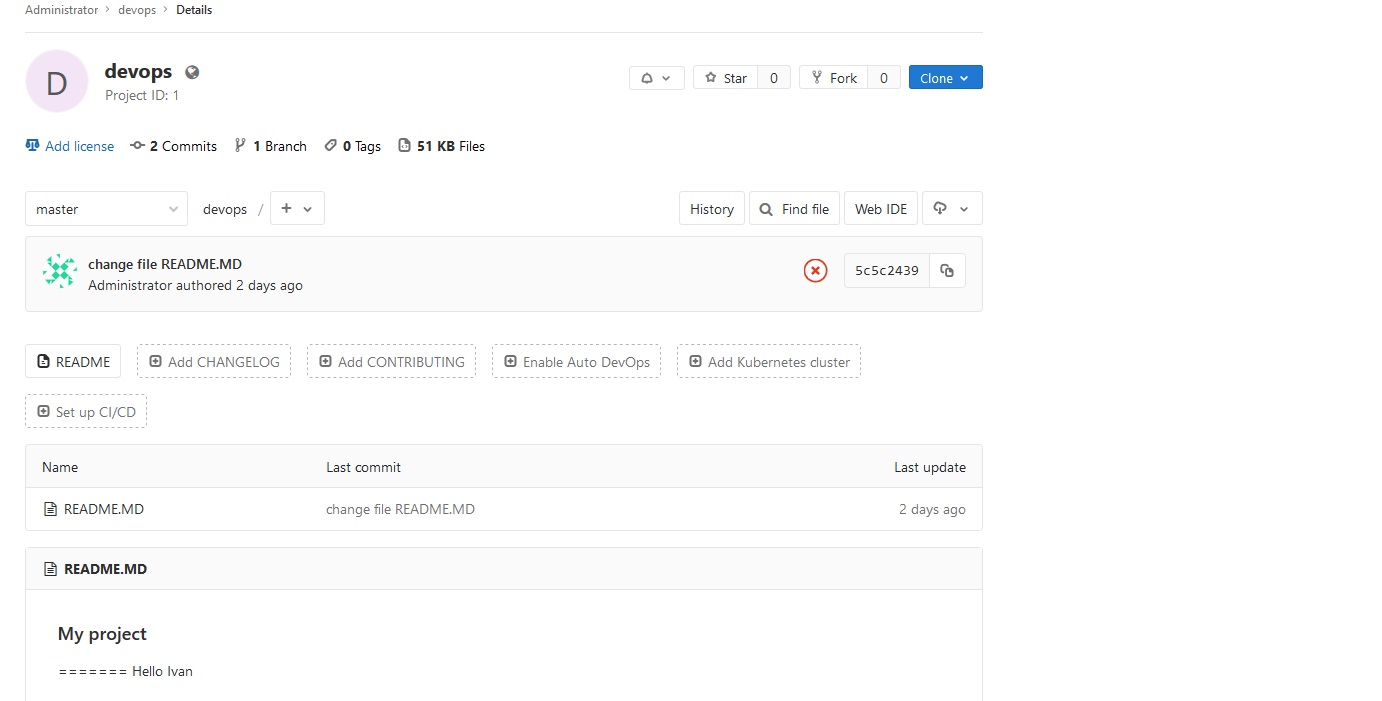 Administrator › devops › Details
D
devops
Project ID: 1
Star 0 Fork 0 Clone
Add license 2 Commits 1 Branch 0 Tags 51 KB Files
master devops / + History Find file Web IDE
change file README.MD
Administrator authored 2 days ago
5c5c2439
README Add CHANGELOG Add CONTRIBUTING Enable Auto DevOps Add Kubernetes cluster
Set up CI/CD
Name Last commit Last update
README.MD change file README.MD 2 days ago
README.MD
My project
======= Hello Ivan